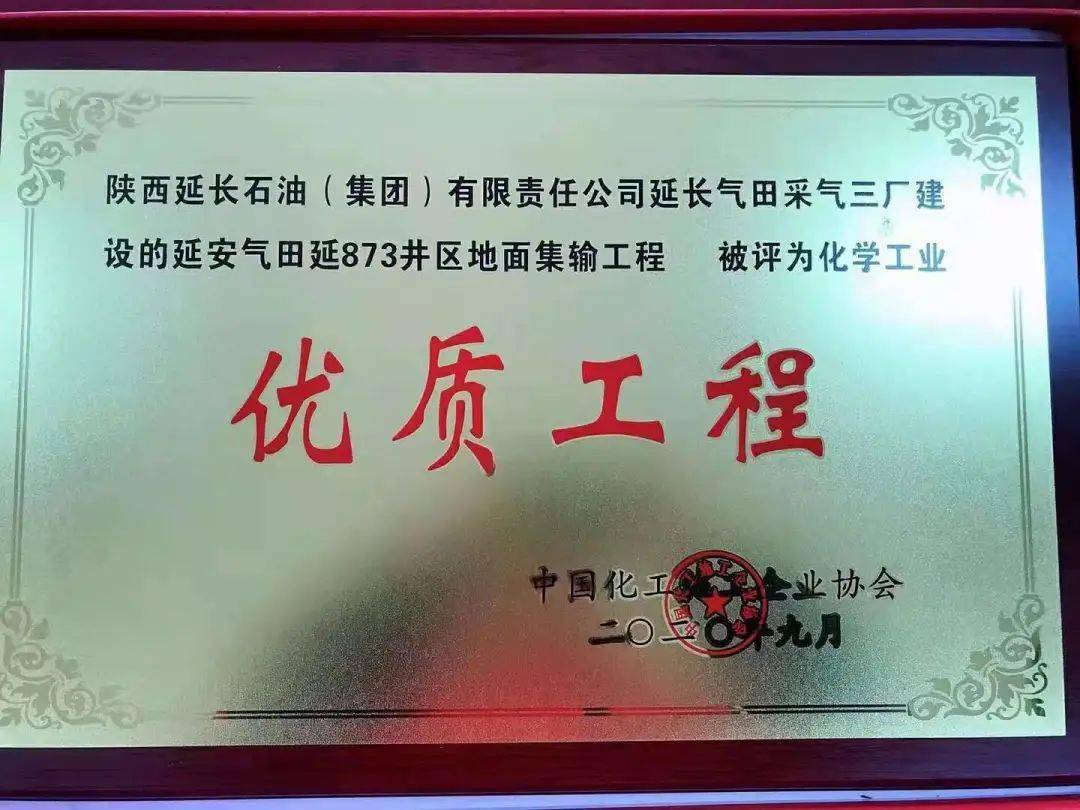 陕西延长石油（集团）有限责任公司延长气田采气三厂建
设的延安气田延873井区地面集输工程 被评为化学工业
优质工程
中国化工 企业协会
二〇二〇年九月